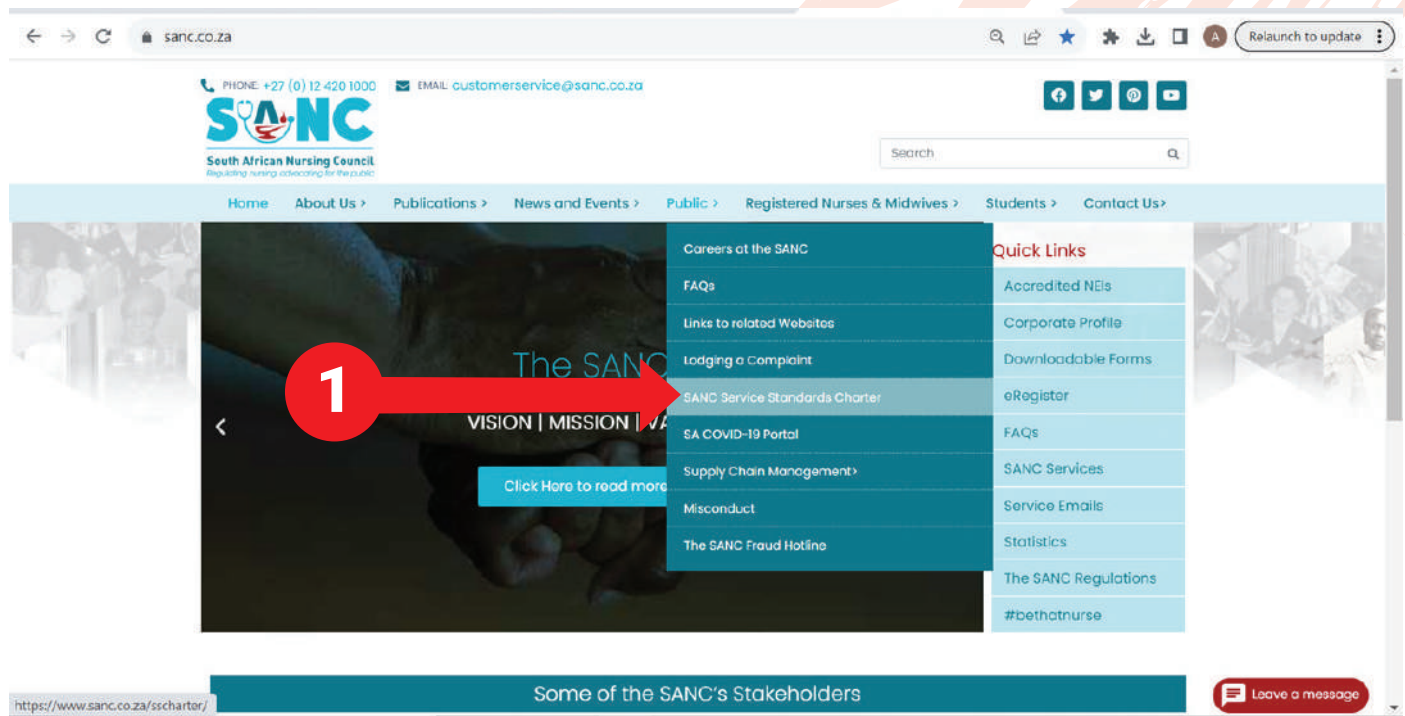 sanc.co.za
A
Relaunch to update
PHONE: +27 (0) 12 420 1000
EMAIL: customerservice@sanc.co.za
SANC
South African Nursing Council
Regulating nursing, advocating for the public
Search
Home
About Us >
Publications >
News and Events >
Public >
Registered Nurses & Midwives >
Students >
Contact Us>
Careers at the SANC
FAQs
Links to related Websites
Lodging a Complaint
SANC Service Standards Charter
SA COVID-19 Portal
Supply Chain Management>
Misconduct
The SANC Fraud Hotline
1
The SANC
VISION | MISSION | VA
Click Here to read more
Quick Links
Accredited NEIs
Corporate Profile
Downloadable Forms
eRegister
FAQs
SANC Services
Service Emails
Statistics
The SANC Regulations
#bethatnurse
Some of the SANC's Stakeholders
Leave a message
https://www.sanc.co.za/sscharter/